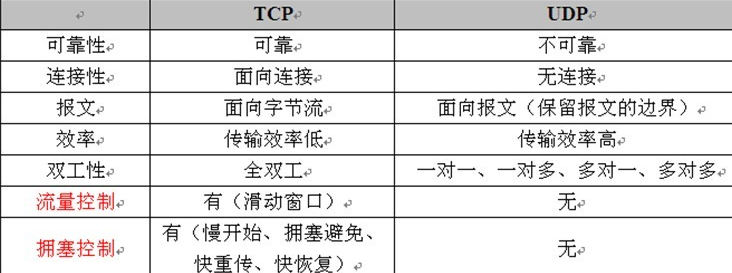 TCP UDP
可靠性 可靠 不可靠
连接性 面向连接 无连接
报文 面向字节流 面向报文（保留报文的边界）
效率 传输效率低 传输效率高
双工性 全双工 一对一、一对多、多对一、多对多
流量控制 有（滑动窗口） 无
拥塞控制 有（慢开始、拥塞避免、 无
快重传、快恢复）